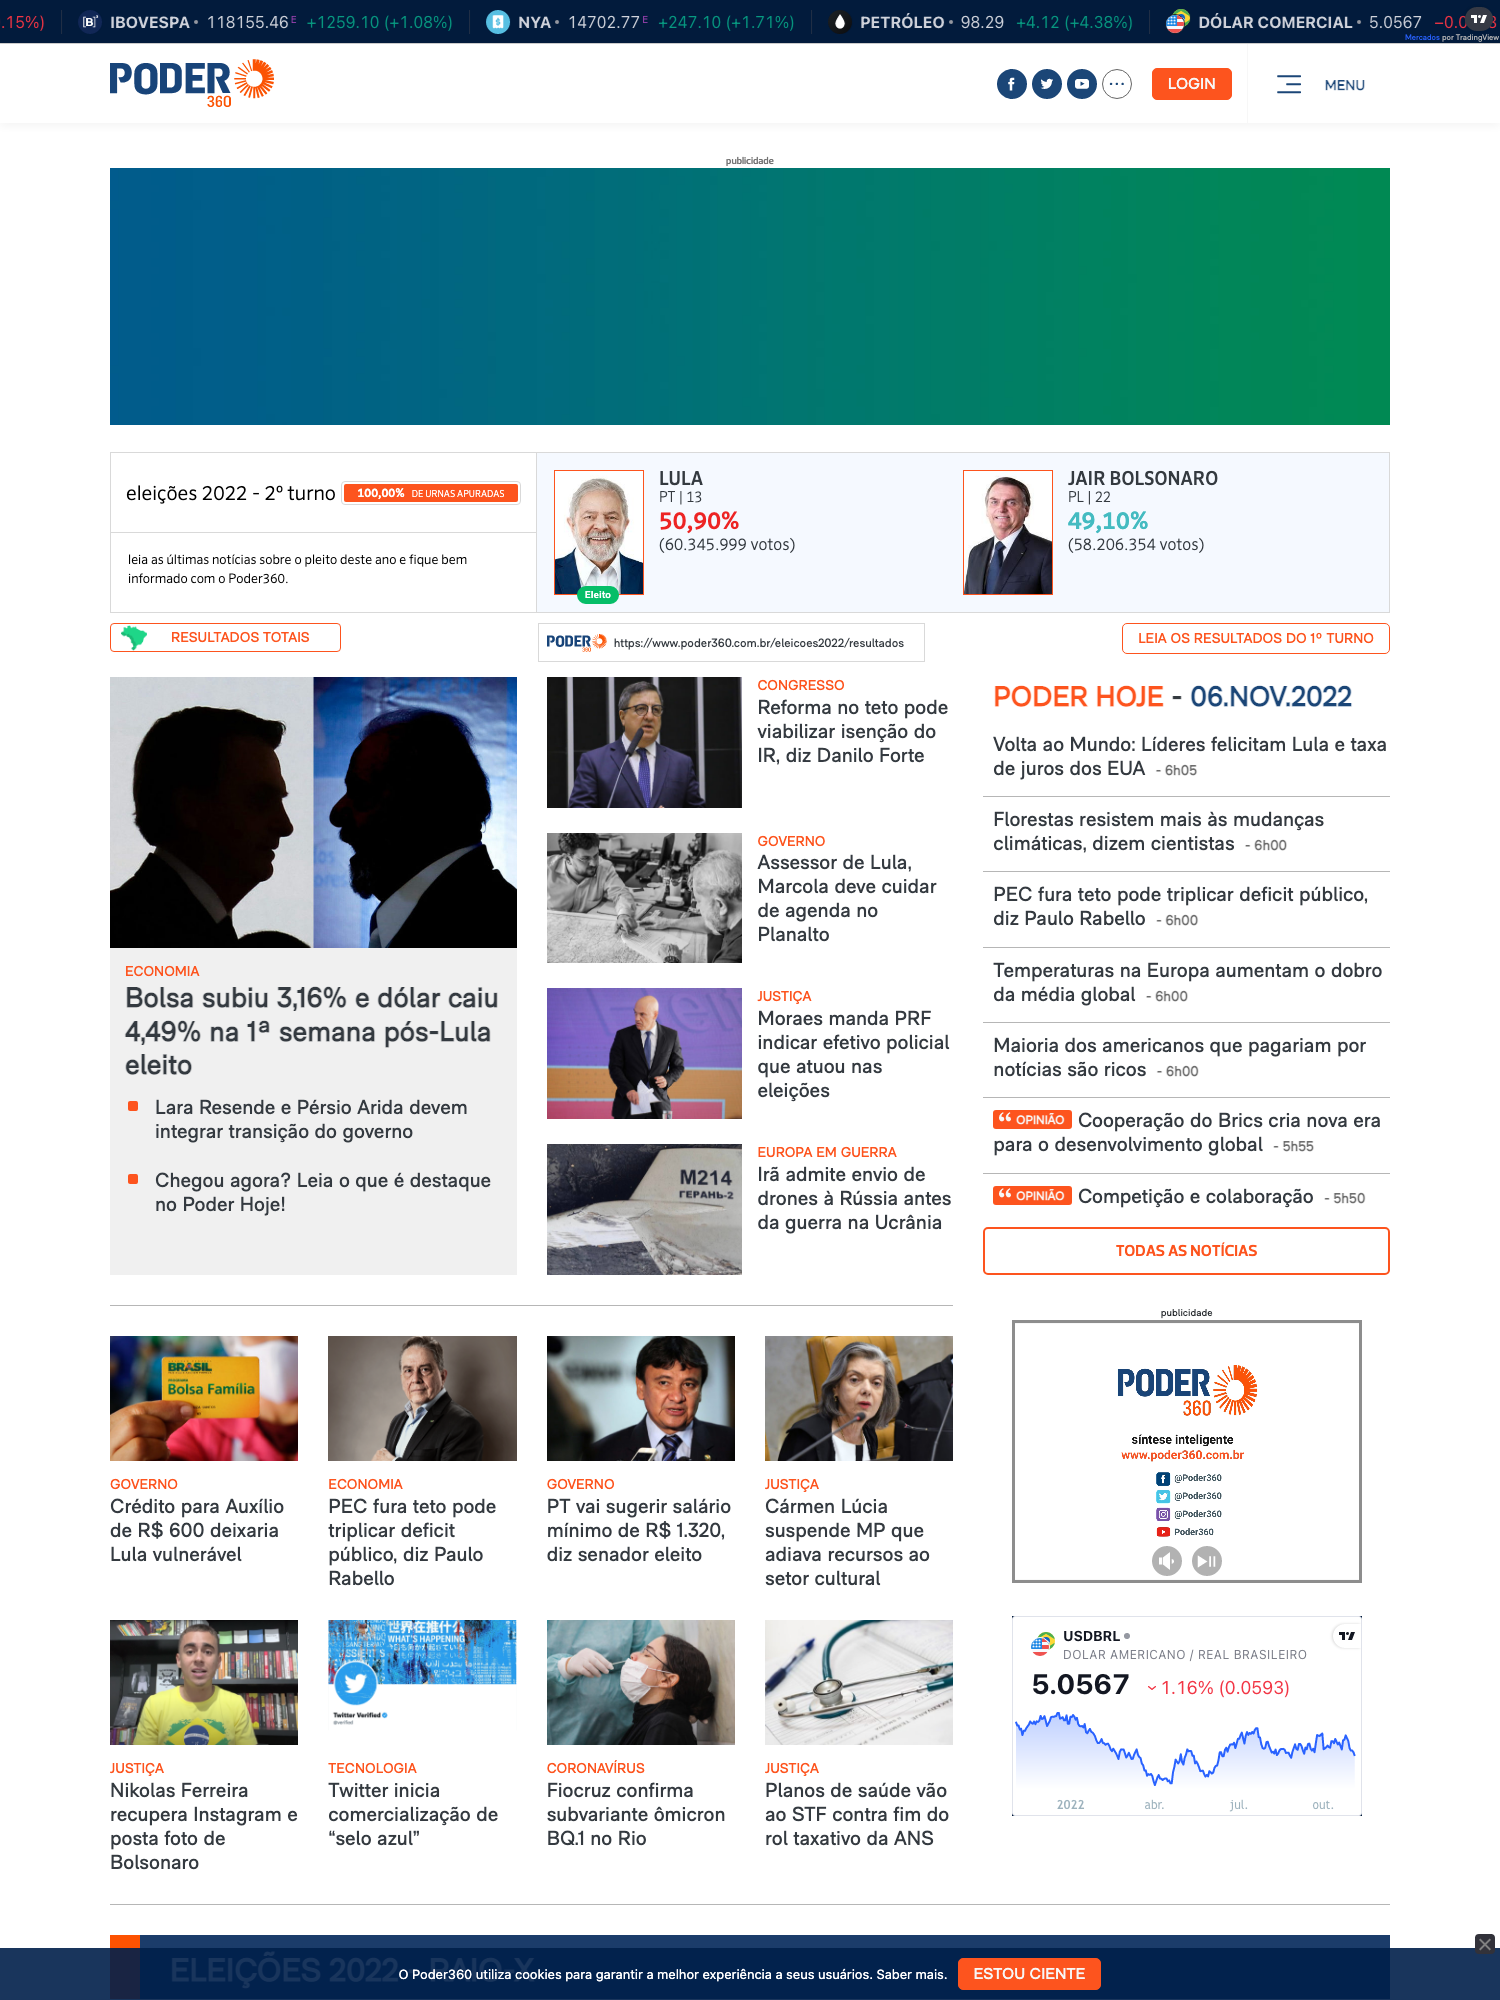 .15%)
IBOVESPA 118155.46 E +1259.10 (+1.08%)
NYA 14702.77 E +247.10 (+1.71%)
PETRÓLEO 98.29 +4.12 (+4.38%)
DÓLAR COMERCIAL 5.0567
Mercados por TradingView
PODER
360
LOGIN
MENU
publicidade
eleições 2022 - 2º turno
100,00% DE URNAS APURADAS
leia as últimas notícias sobre o pleito deste ano e fique bem
informado com o Poder360.
LULA
PT | 13
50,90%
(60.345.999 votos)
Eleito
JAIR BOLSONARO
PL | 22
49,10%
(58.206.354 votos)
RESULTADOS TOTAIS
PODER
360
https://www.poder360.com.br/eleicoes2022/resultados
LEIA OS RESULTADOS DO 1º TURNO
ECONOMIA
Bolsa subiu 3,16% e dólar caiu
4,49% na 1ª semana pós-Lula
eleito
Lara Resende e Pérsio Arida devem
integrar transição do governo
Chegou agora? Leia o que é destaque
no Poder Hoje!
CONGRESSO
Reforma no teto pode
viabilizar isenção do
IR, diz Danilo Forte
GOVERNO
Assessor de Lula,
Marcola deve cuidar
de agenda no
Planalto
JUSTIÇA
Moraes manda PRF
indicar efetivo policial
que atuou nas
eleições
M214
ГЕРАНЬ-2
EUROPA EM GUERRA
Irã admite envio de
drones à Rússia antes
da guerra na Ucrânia
PODER HOJE - 06.NOV.2022
Volta ao Mundo: Líderes felicitam Lula e taxa
de juros dos EUA - 6h05
Florestas resistem mais às mudanças
climáticas, dizem cientistas - 6h00
PEC fura teto pode triplicar deficit público,
diz Paulo Rabello - 6h00
Temperaturas na Europa aumentam o dobro
da média global - 6h00
Maioria dos americanos que pagariam por
notícias são ricos - 6h00
OPINIÃO Cooperação do Brics cria nova era
para o desenvolvimento global - 5h55
OPINIÃO Competição e colaboração - 5h50
TODAS AS NOTÍCIAS
BRASIL
Bolsa Família
GOVERNO
Crédito para Auxílio
de R$ 600 deixaria
Lula vulnerável
ECONOMIA
PEC fura teto pode
triplicar deficit
público, diz Paulo
Rabello
GOVERNO
PT vai sugerir salário
mínimo de R$ 1.320,
diz senador eleito
JUSTIÇA
Cármen Lúcia
suspende MP que
adiava recursos ao
setor cultural
publicidade
PODER
360
síntese inteligente
www.poder360.com.br
@Poder360
@Poder360
@Poder360
Poder360
JUSTIÇA
Nikolas Ferreira
recupera Instagram e
posta foto de
Bolsonaro
世界在推什么
WHAT'S HAPPENING
Twitter Verified
@verified
TECNOLOGIA
Twitter inicia
comercialização de
“selo azul”
CORONAVÍRUS
Fiocruz confirma
subvariante ômicron
BQ.1 no Rio
JUSTIÇA
Planos de saúde vão
ao STF contra fim do
rol taxativo da ANS
USDBRL
DOLAR AMERICANO / REAL BRASILEIRO
5.0567 1.16% (0.0593)
2022 abr. jul. out.
ELEIÇÕES 2022 - RAIO-X
O Poder360 utiliza cookies para garantir a melhor experiência a seus usuários. Saber mais.
ESTOU CIENTE